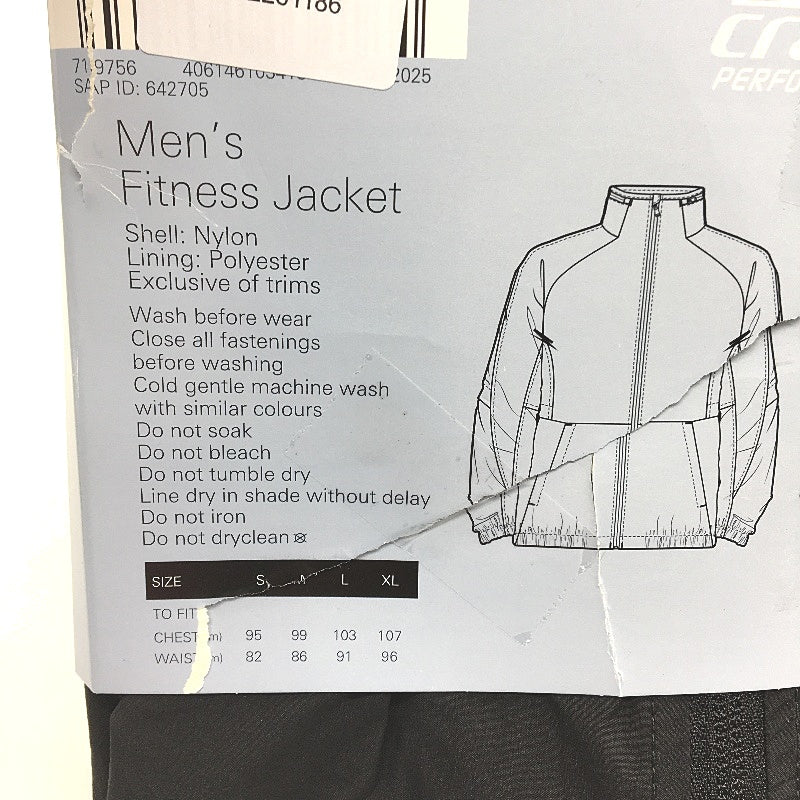 SAP ID: 642705
PERFO
Men's
Fitness Jacket
Shell: Nylon
Lining: Polyester
Exclusive of trims
Wash before wear
Close all fastenings
before washing
Cold gentle machine wash
with similar colours
Do not soak
Do not bleach
Do not tumble dry
Line dry in shade without delay
Do not iron
Do not dryclean
SIZE S M L XL
TO FIT
CHEST 95 99 103 107
WAIST 82 86 91 96